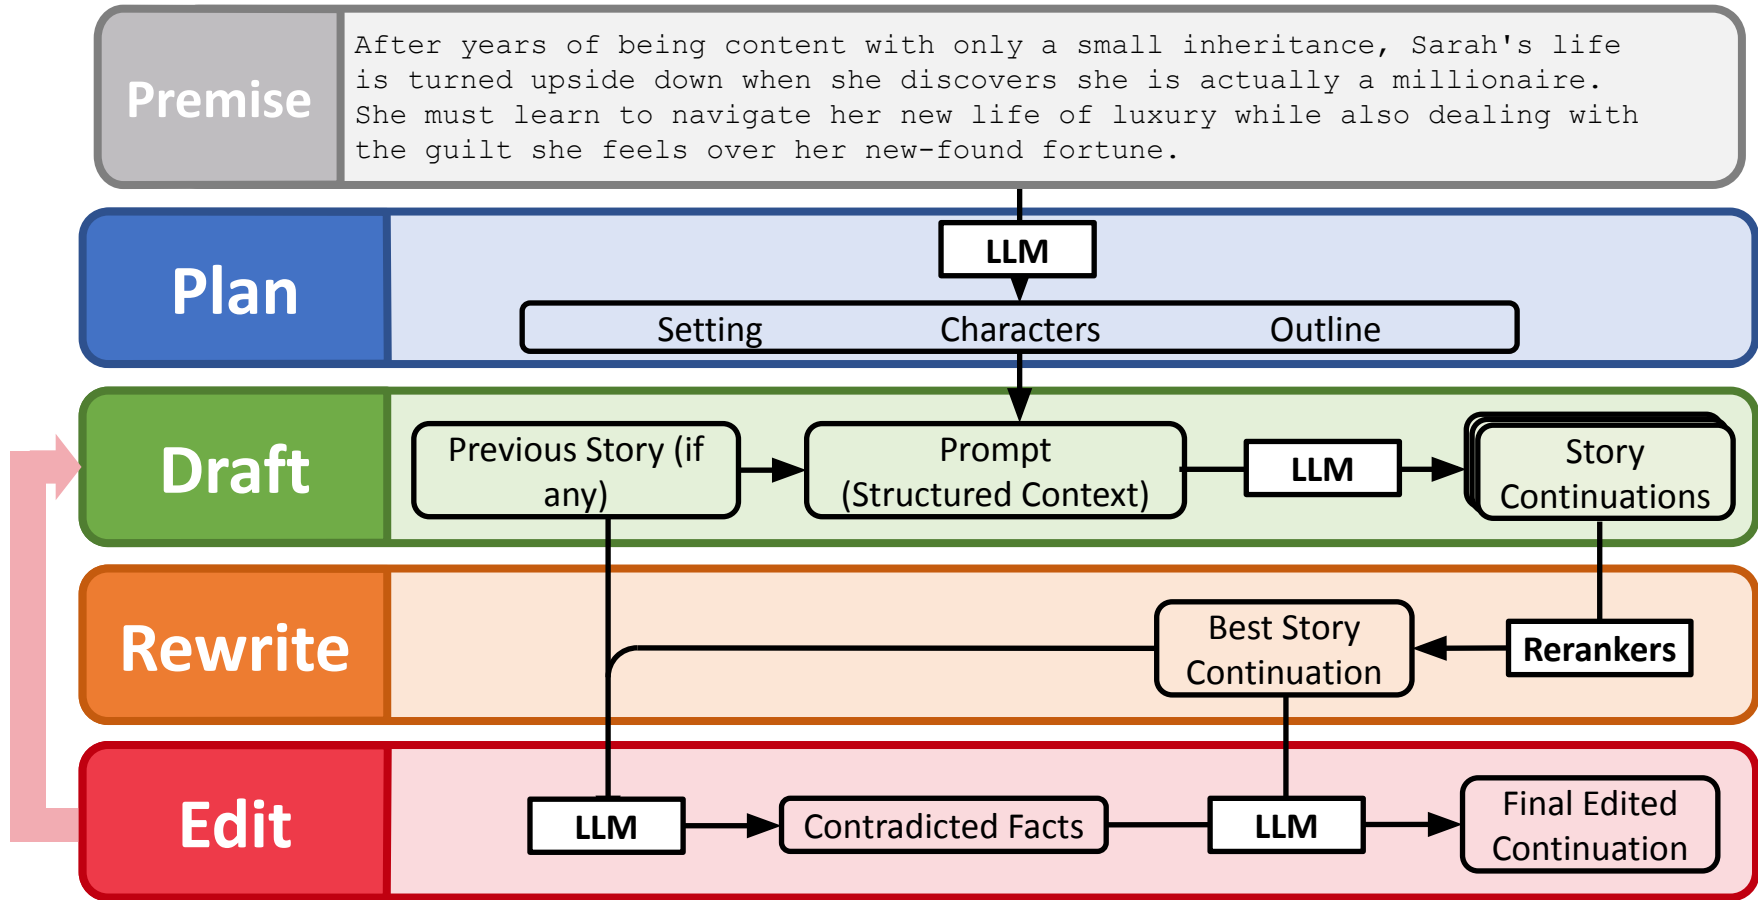 Premise
After years of being content with only a small inheritance, Sarah's life
is turned upside down when she discovers she is actually a millionaire.
She must learn to navigate her new life of luxury while also dealing with
the guilt she feels over her new-found fortune.
Plan
LLM
Setting
Characters
Outline
Draft
Previous Story (if
any)
Prompt
(Structured Context)
LLM
Story
Continuations
Rewrite
Best Story
Continuation
Rerankers
Edit
LLM
Contradicted Facts
LLM
Final Edited
Continuation